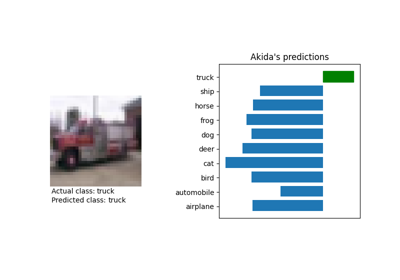 Akida's predictions
truck
ship
horse
frog
dog
deer
cat
bird
automobile
airplane
Actual class: truck
Predicted class: truck